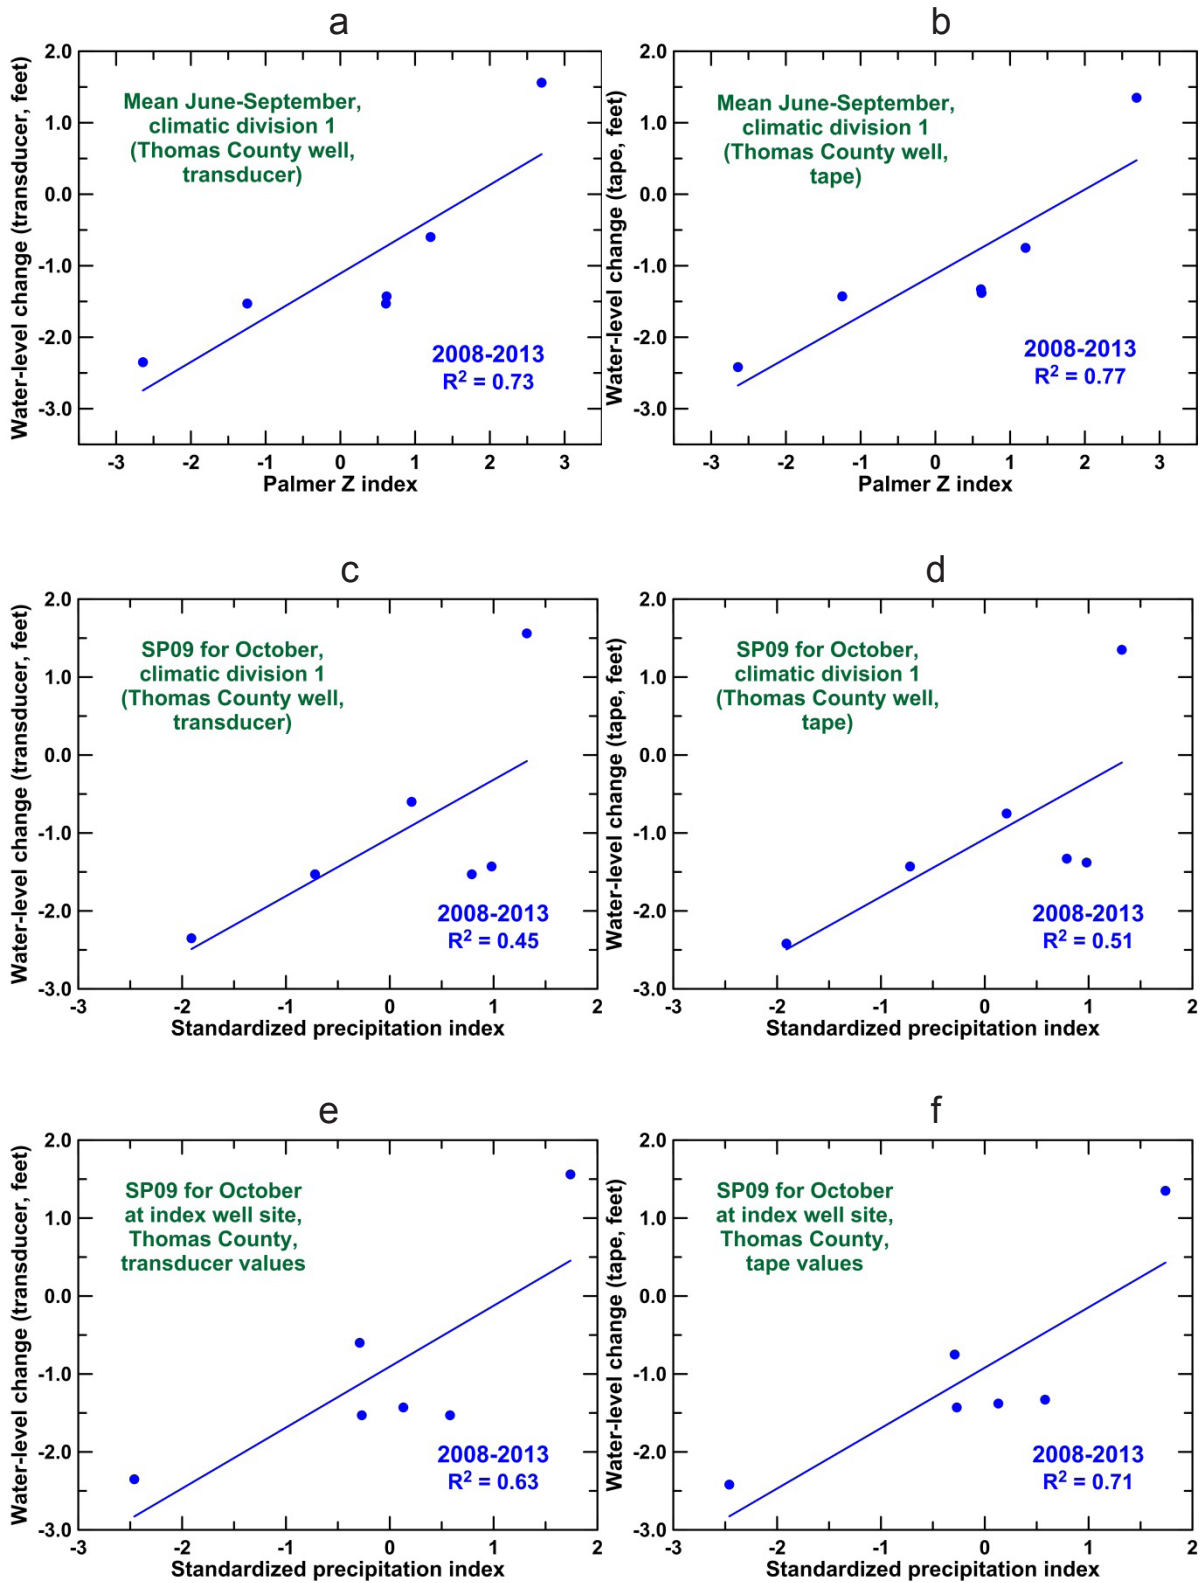 a
Water-level change (transducer, feet)
2.0
1.0
0.0
-1.0
-2.0
-3.0
Mean June-September,
climatic division 1
(Thomas County well,
transducer)
2008-2013
R² = 0.73
-3 -2 -1 0 1 2 3
Palmer Z index
b
Water-level change (tape, feet)
2.0
1.0
0.0
-1.0
-2.0
-3.0
Mean June-September,
climatic division 1
(Thomas County well,
tape)
2008-2013
R² = 0.77
-3 -2 -1 0 1 2 3
Palmer Z index
c
Water-level change (transducer, feet)
2.0
1.0
0.0
-1.0
-2.0
-3.0
SP09 for October,
climatic division 1
(Thomas County well,
transducer)
2008-2013
R² = 0.45
-3 -2 -1 0 1 2
Standardized precipitation index
d
Water-level change (tape, feet)
2.0
1.0
0.0
-1.0
-2.0
-3.0
SP09 for October,
climatic division 1
(Thomas County well,
tape)
2008-2013
R² = 0.51
-3 -2 -1 0 1 2
Standardized precipitation index
e
Water-level change (transducer, feet)
2.0
1.0
0.0
-1.0
-2.0
-3.0
SP09 for October
at index well site,
Thomas County,
transducer values
2008-2013
R² = 0.63
-3 -2 -1 0 1 2
Standardized precipitation index
f
Water-level change (tape, feet)
2.0
1.0
0.0
-1.0
-2.0
-3.0
SP09 for October
at index well site,
Thomas County,
tape values
2008-2013
R² = 0.71
-3 -2 -1 0 1 2
Standardized precipitation index